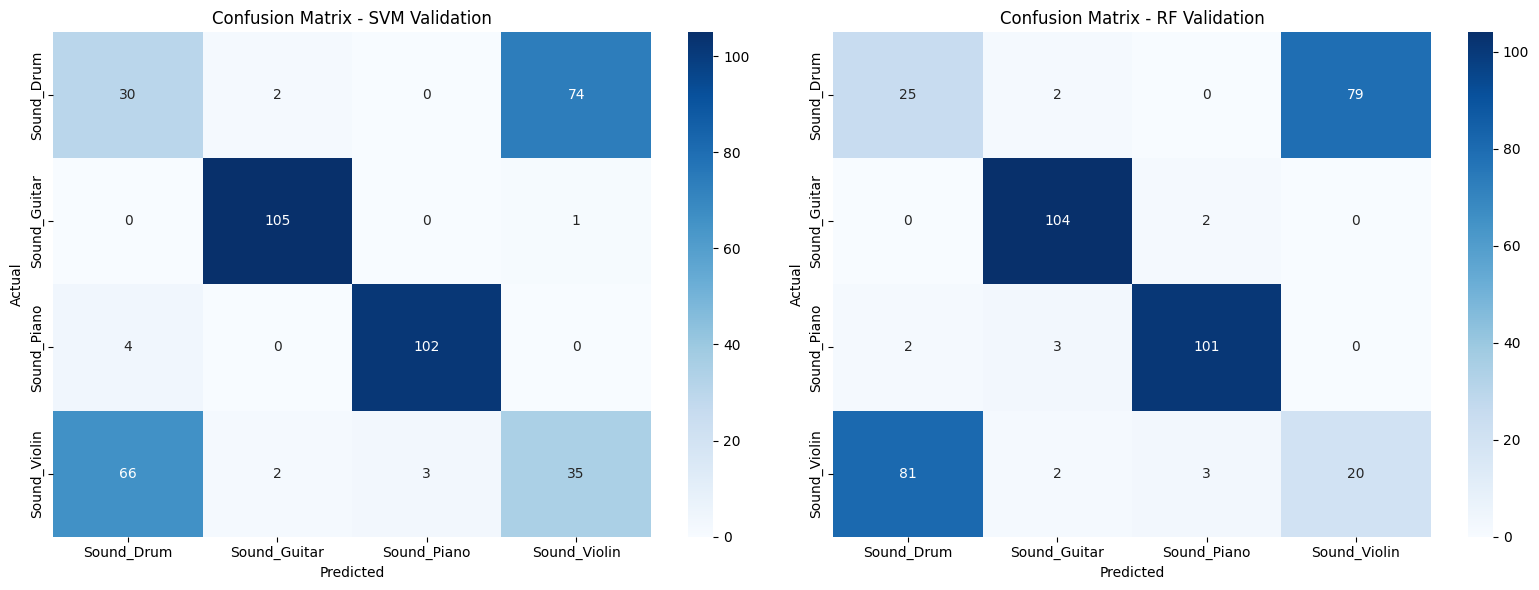 Confusion Matrix - SVM Validation
Sound_Drum
Sound_Guitar
Sound_Piano
Sound_Violin
Actual
30 2 0 74
0 105 0 1
4 0 102 0
66 2 3 35
Sound_Drum Sound_Guitar Sound_Piano Sound_Violin
Predicted
100
80
60
40
20
0
Confusion Matrix - RF Validation
Sound_Drum
Sound_Guitar
Sound_Piano
Sound_Violin
Actual
25 2 0 79
0 104 2 0
2 3 101 0
81 2 3 20
Sound_Drum Sound_Guitar Sound_Piano Sound_Violin
Predicted
100
80
60
40
20
0